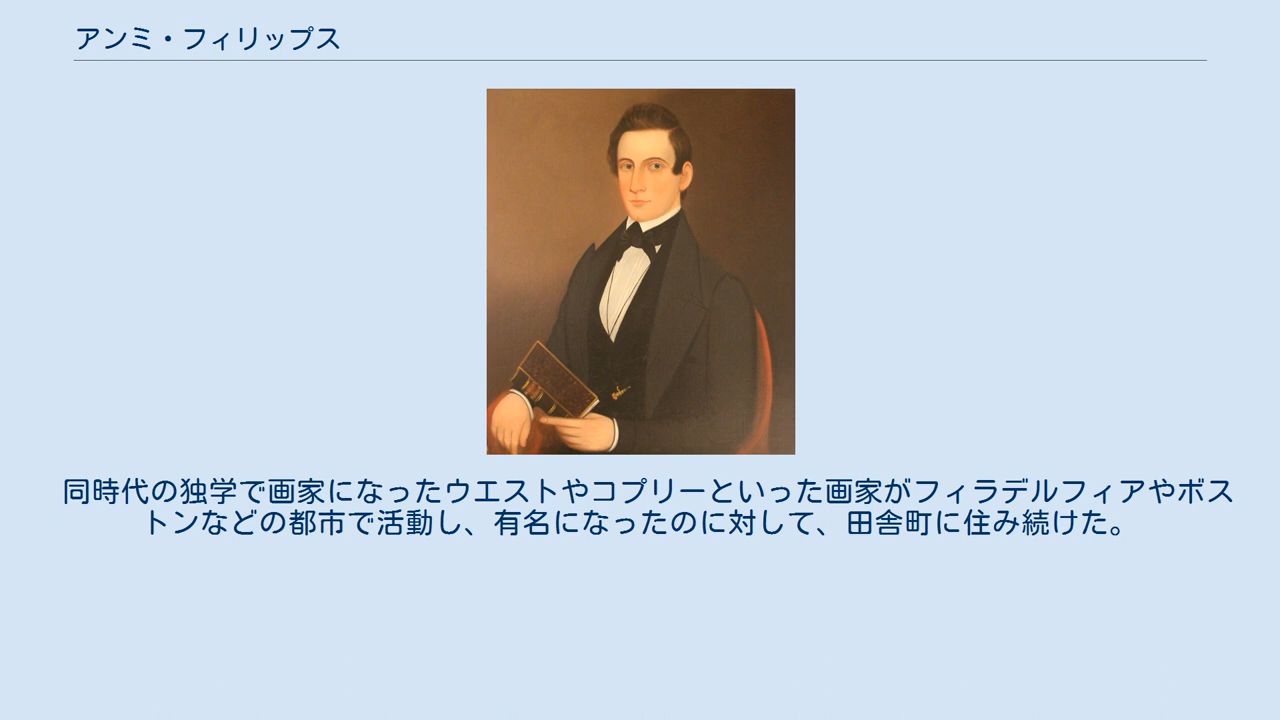 アンミ・フィリップス
同時代の独学で画家になったウエストやコプリーといった画家がフィラデルフィアやボス
トンなどの都市で活動し、有名になったのに対して、田舎町に住み続けた。